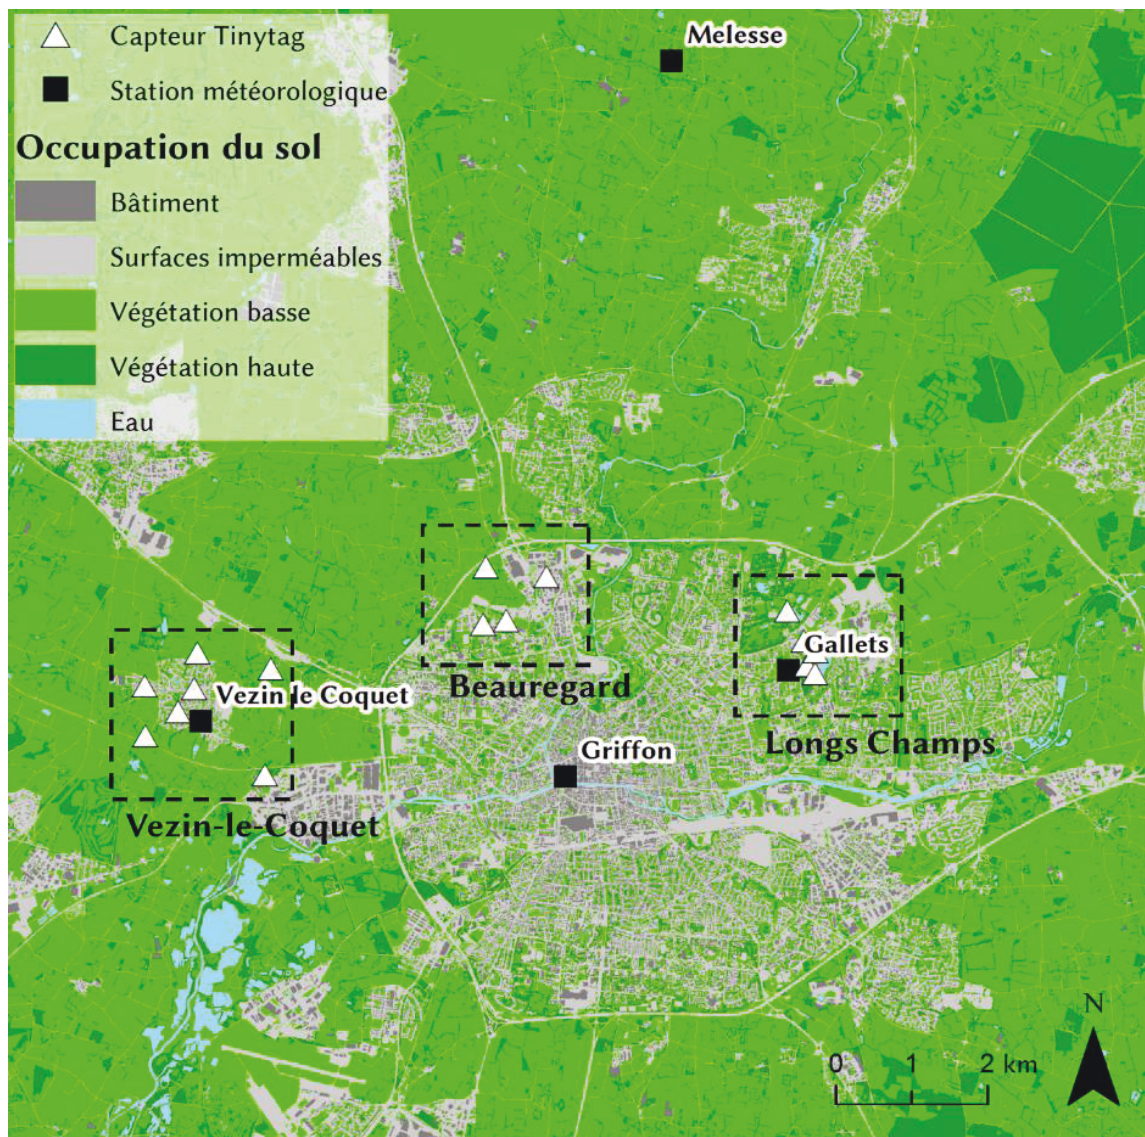 Capteur Tinytag
Station météorologique
Occupation du sol
Bâtiment
Surfaces imperméables
Végétation basse
Végétation haute
Eau
Melesse
Gallets
Beauregard
Vezin le Coquet
Longs Champs
Griffon
Vezin-le-Coquet
N
0 1 2 km